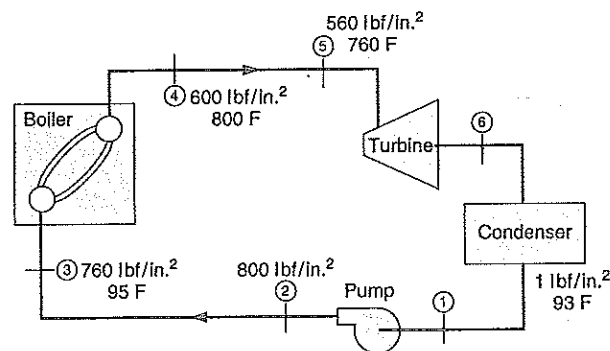 560 lbf/in.²
⑤ 760 F
④ 600 lbf/in.²
800 F
Boiler
⑥
Turbine
Condenser
③ 760 lbf/in.²
95 F
800 lbf/in.²
②
Pump
①
1 lbf/in.²
93 F